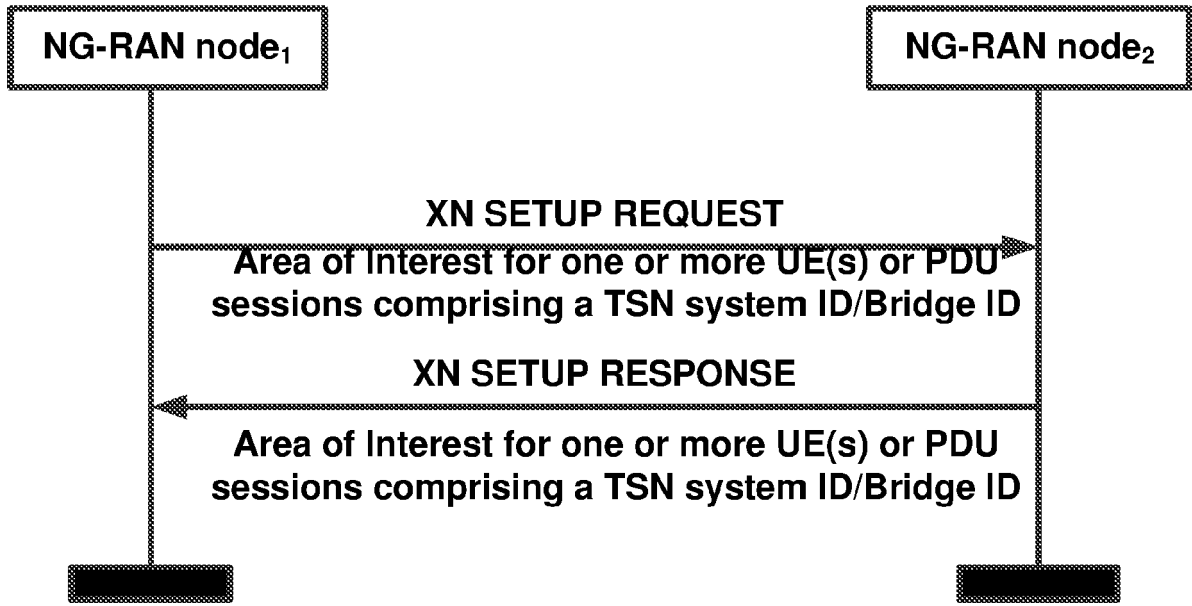 NG-RAN node₁
NG-RAN node₂
XN SETUP REQUEST
Area of Interest for one or more UE(s) or PDU
sessions comprising a TSN system ID/Bridge ID
XN SETUP RESPONSE
Area of Interest for one or more UE(s) or PDU
sessions comprising a TSN system ID/Bridge ID